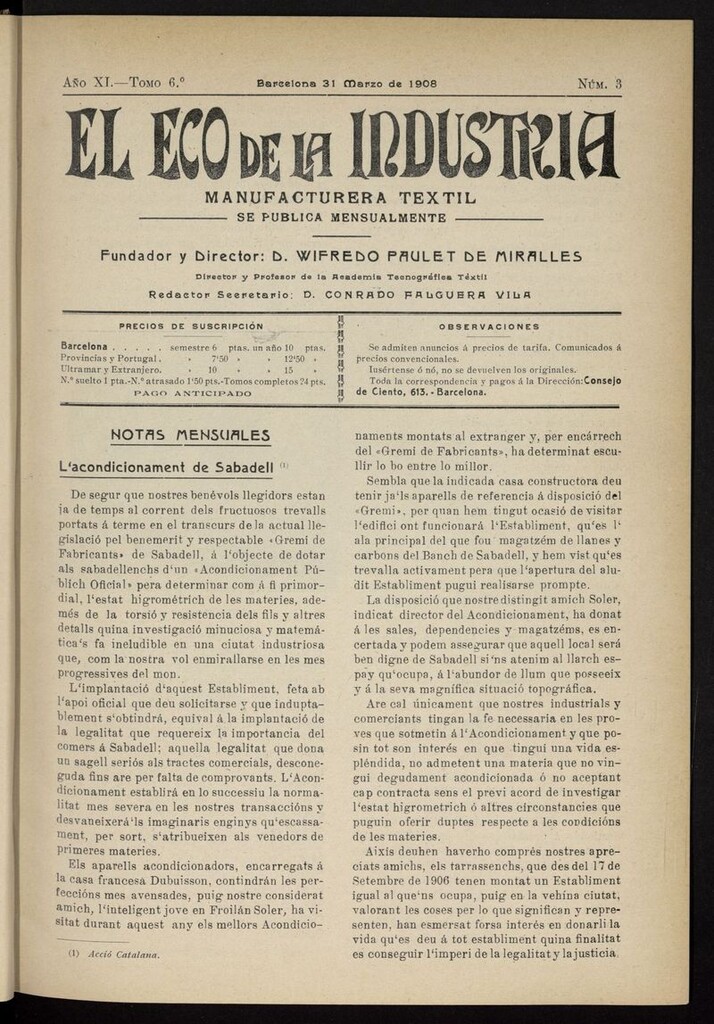 Año XI.—Tomo 6.º
Barcelona 31 Marzo de 1908
Núm. 3
EL ECO DE LA INDUSTRIA
MANUFACTURERA TEXTIL
SE PUBLICA MENSUALMENTE
Fundador y Director: D. WIFREDO PAULET DE MIRALLES
Director y Profesor de la Academia Tecnográfica Téxtil
Redactor Secretario: D. CONRADO FALGUERA VILA
PRECIOS DE SUSCRIPCIÓN
Barcelona . . . . . semestre 6 ptas. un año 10 ptas.
Provincias y Portugal. » 7'50 » » 12'50 »
Ultramar y Extranjero. » 10 » » 15 »
N.º suelto 1 pta.-N.º atrasado 1'50 pts.-Tomos completos 24 pts.
PAGO ANTICIPADO
OBSERVACIONES
Se admiten anuncios á precios de tarifa. Comunicados á
precios convencionales.
Insértense ó nó, no se devuelven los originales.
Toda la correspondencia y pagos á la Dirección: Consejo
de Ciento, 613. - Barcelona.
NOTAS MENSUALES
L'acondicionament de Sabadell (1)
De segur que nostres benévols llegidors estan
ja de temps al corrent dels fructuosos trevalls
portats á terme en el transcurs de la actual lle-
gislació pel benemerit y respectable «Gremi de
Fabricants» de Sabadell, á l'objecte de dotar
als sabadellenchs d'un «Acondicionament Pú-
blich Oficial» pera determinar com á fi primor-
dial, l'estat higrométrich de les materies, ade-
més de la torsió y resistencia dels fils y altres
detalls quina investigació minuciosa y matemá-
tica's fa ineludible en una ciutat industriosa
que, com la nostra vol enmirallarse en les mes
progressives del mon.
L'implantació d'aquest Establiment, feta ab
l'apoi oficial que deu solicitarse y que indupta-
blement s'obtindrá, equival á la implantació de
la legalitat que requereix la importancia del
comers á Sabadell; aquella legalitat que dona
un sagell seriós als tractes comercials, descone-
guda fins are per falta de comprovants. L'Acon-
dicionament establirá en lo successiu la norma-
litat mes severa en les nostres transaccións y
desvaneixerá'ls imaginaris enginys qu'escassa-
ment, per sort, s'atribueixen als venedors de
primeres materies.
Els aparells acondicionadors, encarregats á
la casa francesa Dubuisson, contindrán les per-
feccións mes avensades, puig nostre considerat
amich, l'inteligent jove en Froilán Soler, ha vi-
sitat durant aquest any els mellors Acondicio-
(1) Acció Catalana.
naments montats al extranger y, per encárrech
del «Gremi de Fabricants», ha determinat escu-
llir lo bo entre lo millor.
Sembla que la indicada casa constructora deu
tenir ja'ls aparells de referencia á disposició del
«Gremi», per quan hem tingut ocasió de visitar
l'edifici ont funcionará l'Establiment, qu'es l'
ala principal del que fou magatzém de llanes y
carbons del Banch de Sabadell, y hem vist qu'es
trevalla activament pera que l'apertura del alu-
dit Establiment pugui realisarse prompte.
La disposició que nostre distingit amich Soler,
indicat director del Acondicionament, ha donat
á les sales, dependencies y magatzéms, es en-
certada y podem assegurar que aquell local será
ben digne de Sabadell si'ns atenim al llarch es-
pay qu'ocupa, á l'abundor de llum que posseeix
y á la seva magnífica situació topográfica.
Are cal únicament que nostres industrials y
comerciants tingan la fe necessaria en les pro-
ves que sotmetin á l'Acondicionament y que po-
sin tot son interés en que tingui una vida es-
pléndida, no admetent una materia que no vin-
gui degudament acondicionada ó no aceptant
cap contracta sens el previ acord de investigar
l'estat higrometrich ó altres circonstancies que
puguin oferir duptes respecte a les condicións
de les materies.
Aixis deuhen haverho comprés nostres apre-
ciats amichs, els tarrassenchs, que des del 17 de
Setembre de 1906 tenen montat un Establiment
igual al que'ns ocupa, puig en la vehina ciutat,
valorant les coses per lo que significan y repre-
senten, han esmersat forsa interés en donarli la
vida qu'es deu á tot establiment quina finalitat
es conseguir l'imperi de la legalitat y la justicia.